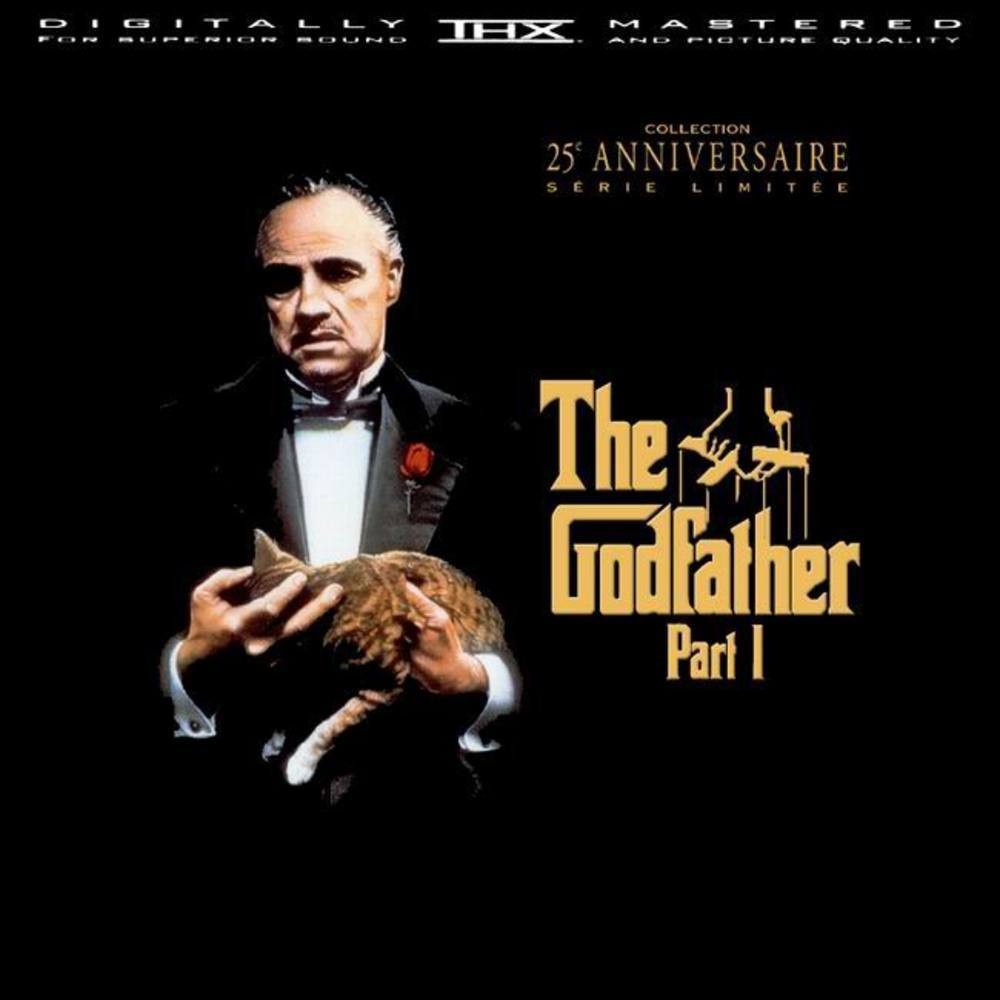 DIGITALLY THX MASTERED
FOR SUPERIOR SOUND AND PICTURE QUALITY
COLLECTION
25e ANNIVERSAIRE
SÉRIE LIMITÉE
The
Godfather
Part I